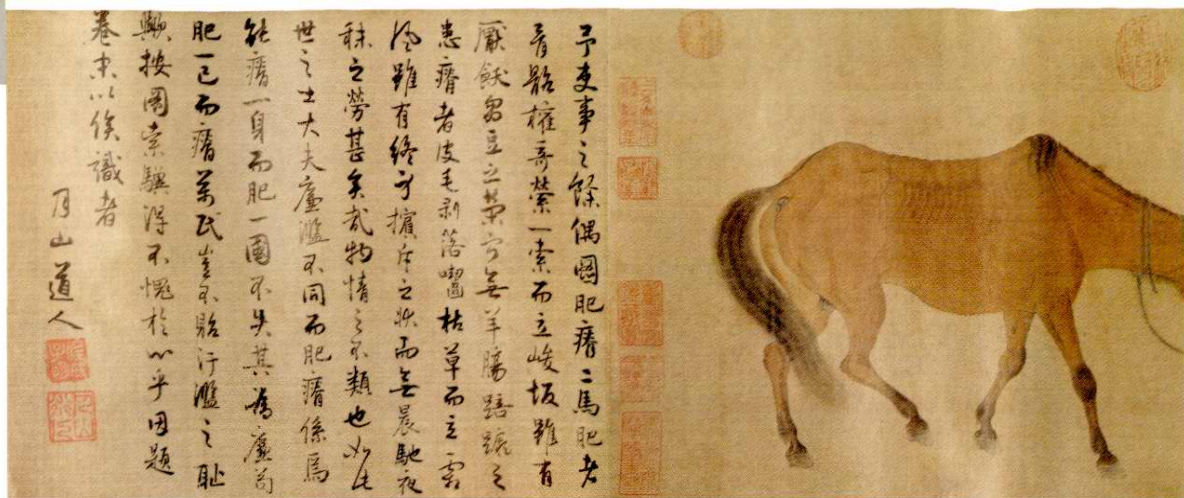 予吏事之餘偶圖肥瘠二馬肥者
骨骼權奇縈一索而立峻坂雖有
厭飫芻豆之榮寧無羊腸踣蹶之
患瘠者皮毛剝落囓枯草而立霜
風雖有終身擯斥之狀而無晨馳夜
秣之勞甚矣哉物情之不類也如此
世之士大夫廉濫不同而肥瘠係焉
能瘠一身而肥一國不失其為廉苟
肥一己而瘠萬民豈不貽汙濫之恥
歟按圖索驥得不愧於心乎因題
卷末以俟識者
月山道人